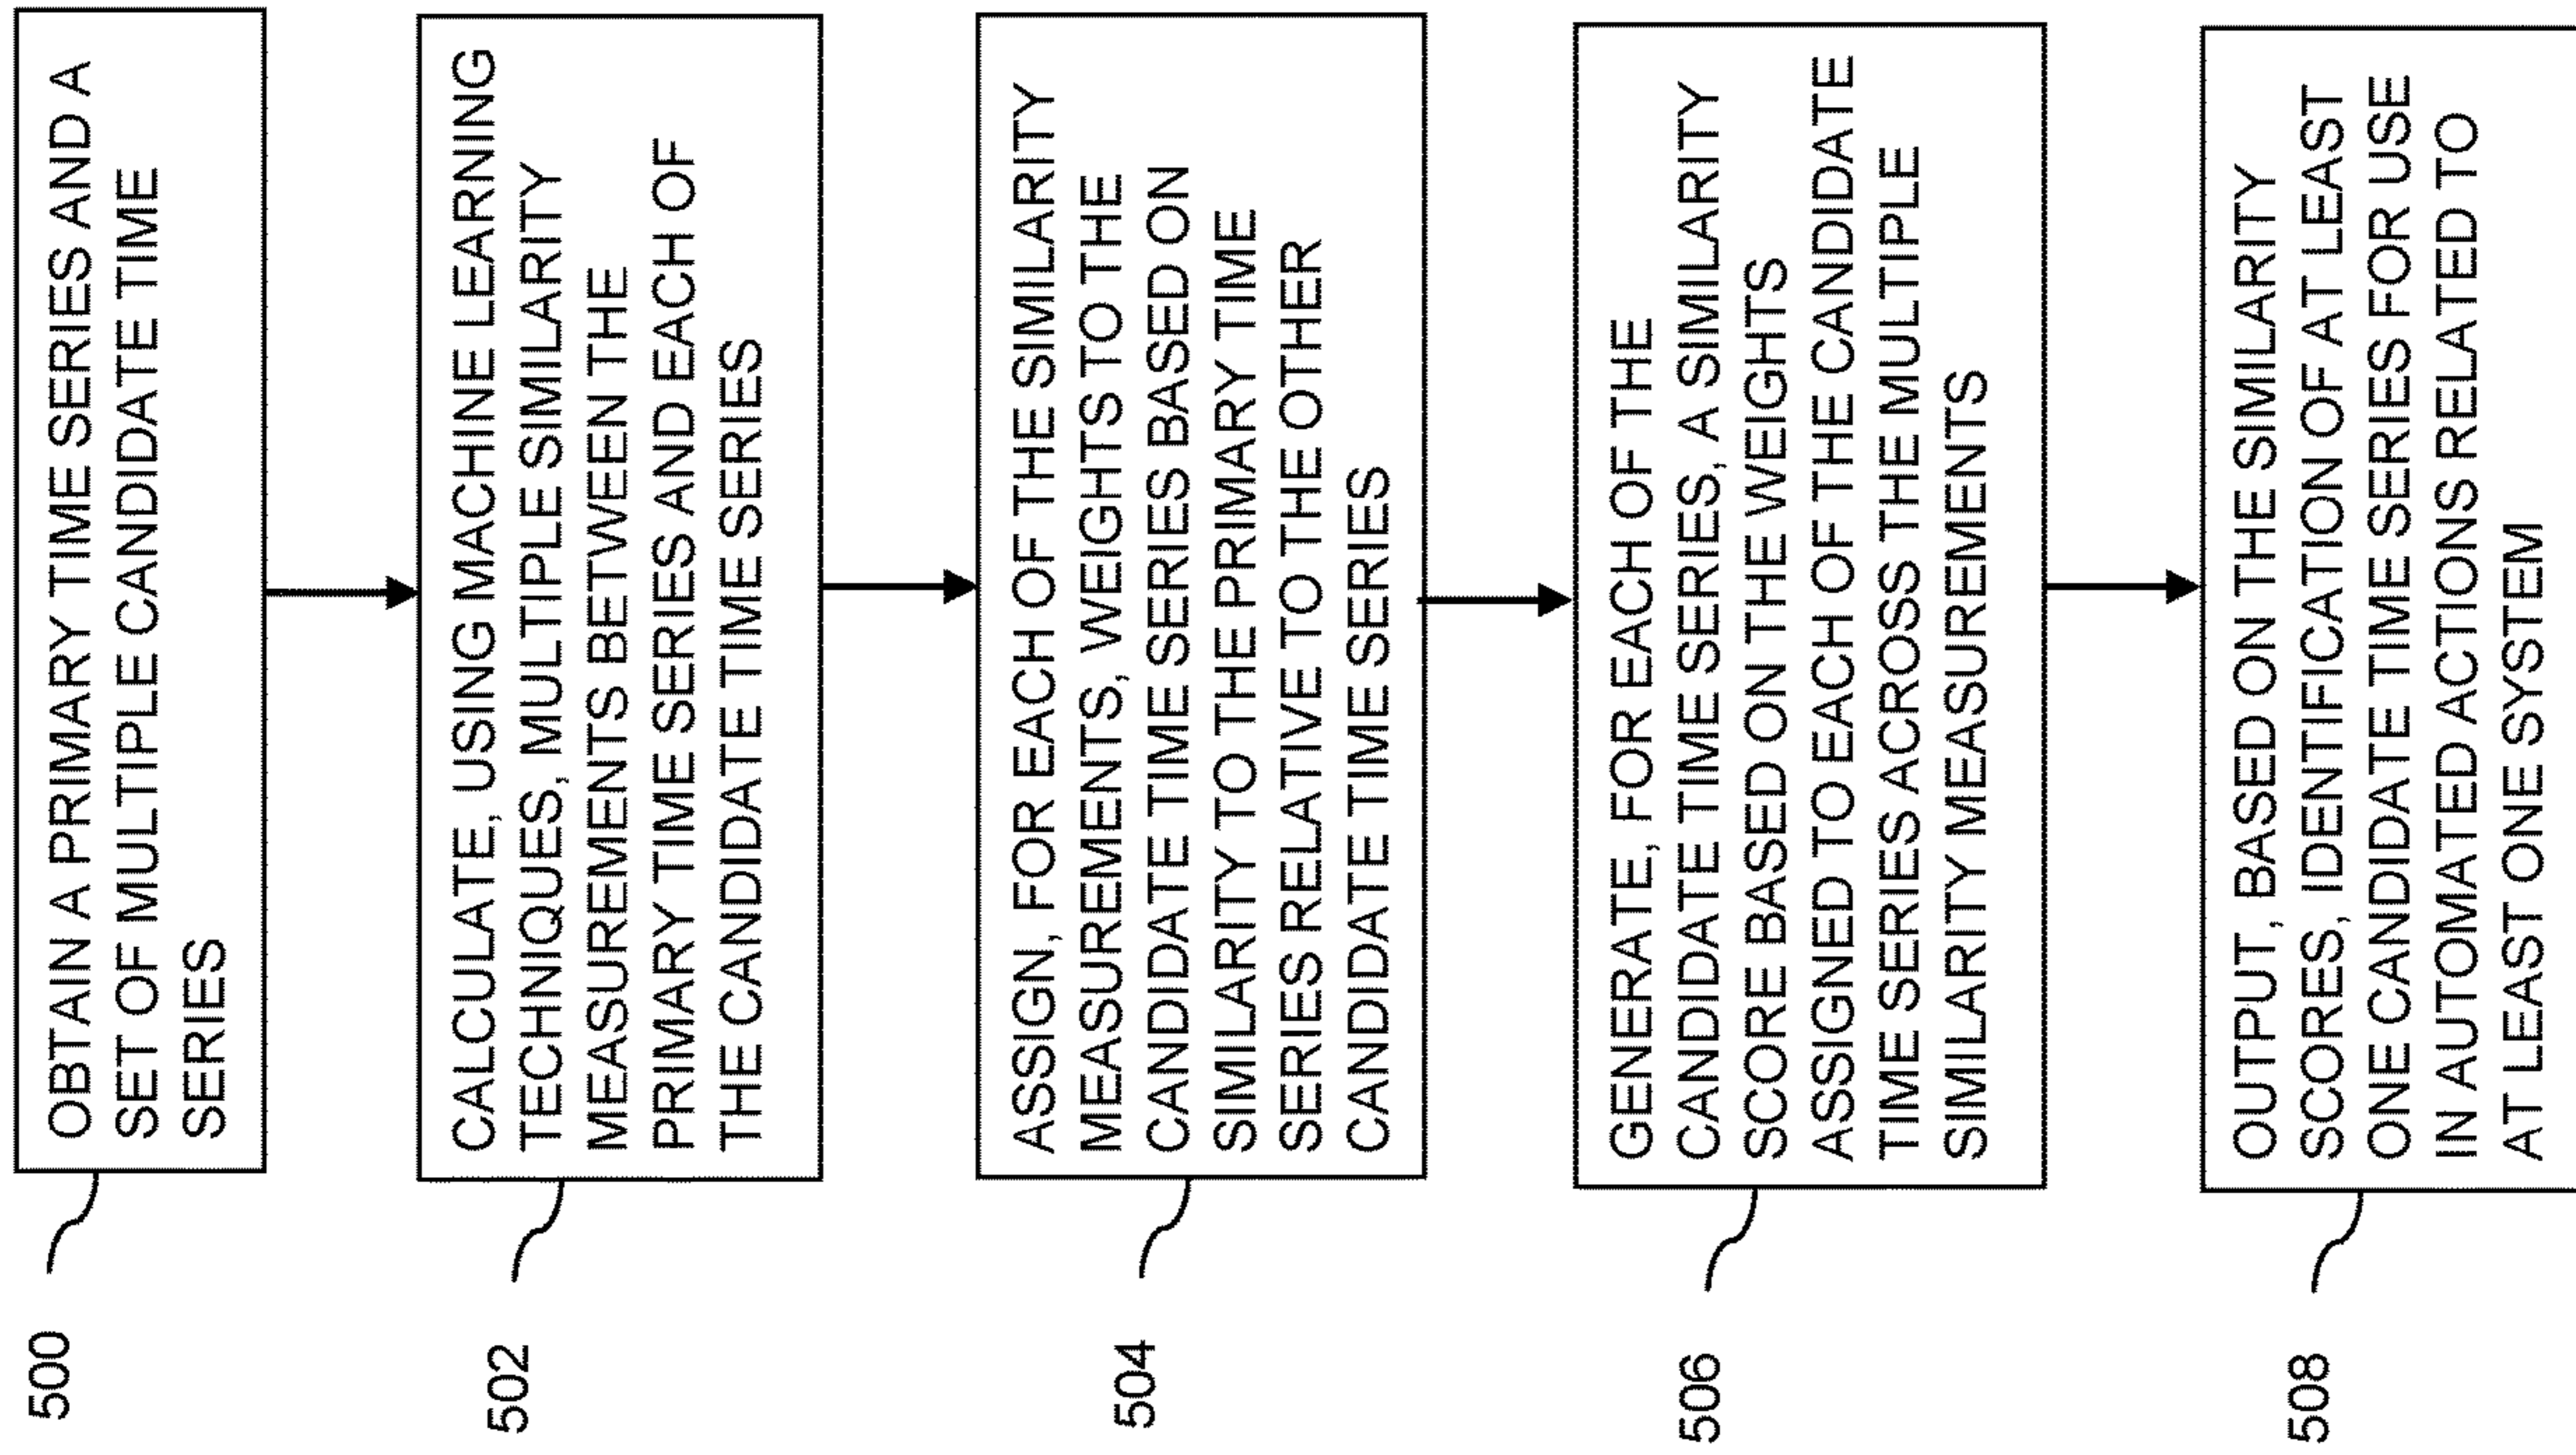 500
OBTAIN A PRIMARY TIME SERIES AND A
SET OF MULTIPLE CANDIDATE TIME
SERIES
502
CALCULATE, USING MACHINE LEARNING
TECHNIQUES, MULTIPLE SIMILARITY
MEASUREMENTS BETWEEN THE
PRIMARY TIME SERIES AND EACH OF
THE CANDIDATE TIME SERIES
504
ASSIGN, FOR EACH OF THE SIMILARITY
MEASUREMENTS, WEIGHTS TO THE
CANDIDATE TIME SERIES BASED ON
SIMILARITY TO THE PRIMARY TIME
SERIES RELATIVE TO THE OTHER
CANDIDATE TIME SERIES
506
GENERATE, FOR EACH OF THE
CANDIDATE TIME SERIES, A SIMILARITY
SCORE BASED ON THE WEIGHTS
ASSIGNED TO EACH OF THE CANDIDATE
TIME SERIES ACROSS THE MULTIPLE
SIMILARITY MEASUREMENTS
508
OUTPUT, BASED ON THE SIMILARITY
SCORES, IDENTIFICATION OF AT LEAST
ONE CANDIDATE TIME SERIES FOR USE
IN AUTOMATED ACTIONS RELATED TO
AT LEAST ONE SYSTEM